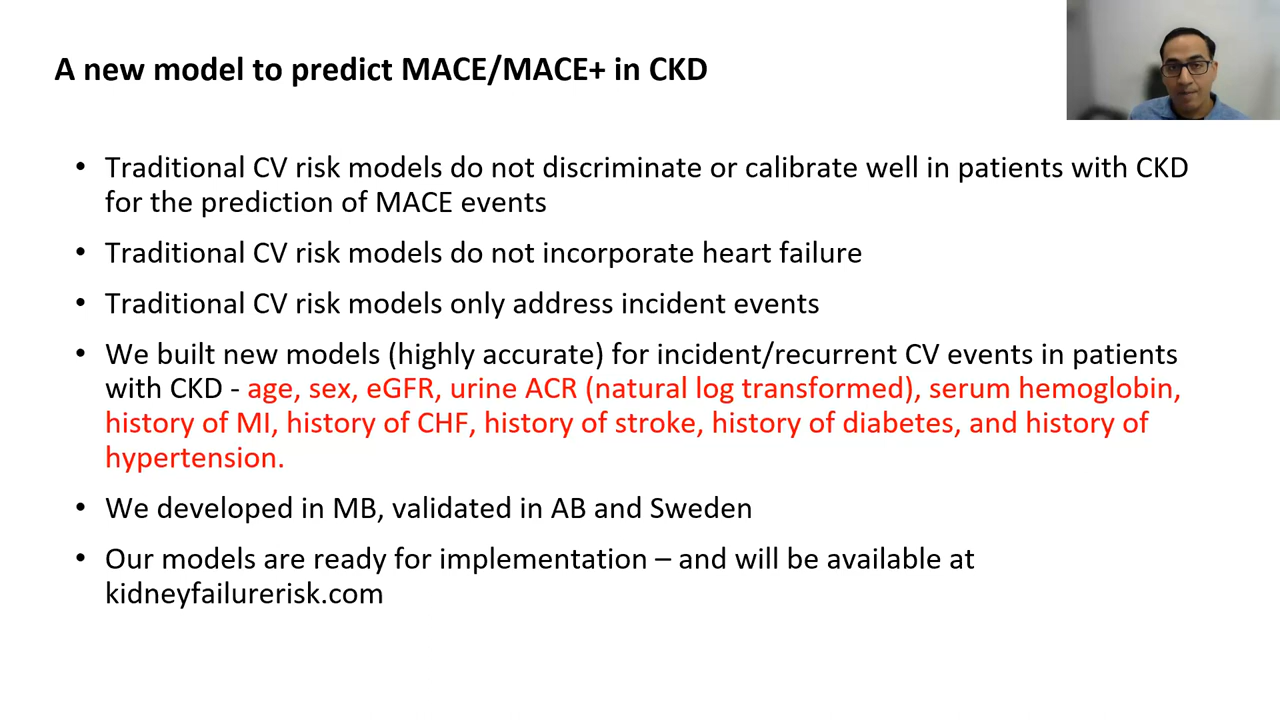 A new model to predict MACE/MACE+ in CKD
• Traditional CV risk models do not discriminate or calibrate well in patients with CKD
for the prediction of MACE events
• Traditional CV risk models do not incorporate heart failure
• Traditional CV risk models only address incident events
• We built new models (highly accurate) for incident/recurrent CV events in patients
with CKD - age, sex, eGFR, urine ACR (natural log transformed), serum hemoglobin,
history of MI, history of CHF, history of stroke, history of diabetes, and history of
hypertension.
• We developed in MB, validated in AB and Sweden
• Our models are ready for implementation – and will be available at
kidneyfailurerisk.com